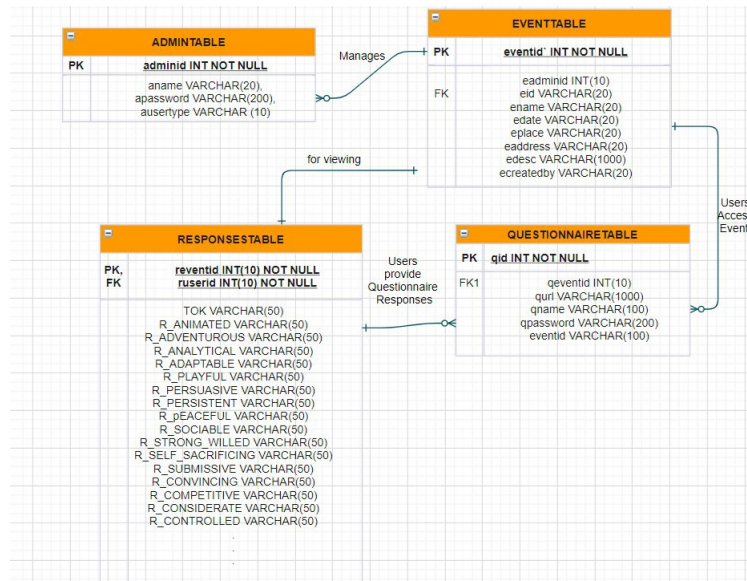 ADMINTABLE
PK adminid INT NOT NULL
aname VARCHAR(20),
apassword VARCHAR(200),
ausertype VARCHAR (10)
Manages
EVENTTABLE
PK eventid` INT NOT NULL
FK
eadminid INT(10)
eid VARCHAR(20)
ename VARCHAR(20)
edate VARCHAR(20)
eplace VARCHAR(20)
eaddress VARCHAR(20)
edesc VARCHAR(1000)
ecreatedby VARCHAR(20)
for viewing
Users
Acces
Event
RESPONSESTABLE
PK, reventid INT(10) NOT NULL
FK ruserid INT(10) NOT NULL
TOK VARCHAR(50)
R_ANIMATED VARCHAR(50)
R_ADVENTUROUS VARCHAR(50)
R_ANALYTICAL VARCHAR(50)
R_ADAPTABLE VARCHAR(50)
R_PLAYFUL VARCHAR(50)
R_PERSUASIVE VARCHAR(50)
R_PERSISTENT VARCHAR(50)
R_pEACEFUL VARCHAR(50)
R_SOCIABLE VARCHAR(50)
R_STRONG_WILLED VARCHAR(50)
R_SELF_SACRIFICING VARCHAR(50)
R_SUBMISSIVE VARCHAR(50)
R_CONVINCING VARCHAR(50)
R_COMPETITIVE VARCHAR(50)
R_CONSIDERATE VARCHAR(50)
R_CONTROLLED VARCHAR(50)
.
.
.
Users
provide
Questionnaire
Responses
QUESTIONNAIRETABLE
PK qid INT NOT NULL
FK1 qeventid INT(10)
qurl VARCHAR(1000)
qname VARCHAR(100)
qpassword VARCHAR(200)
eventid VARCHAR(100)